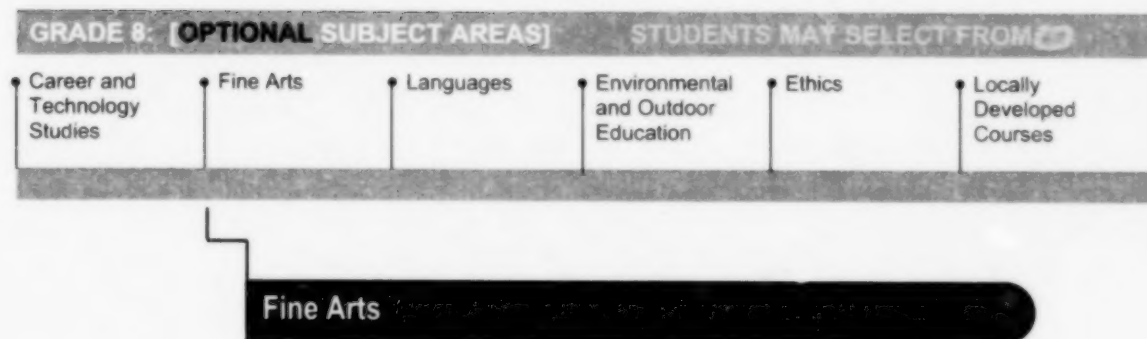 GRADE 8: [OPTIONAL SUBJECT AREAS] STUDENTS MAY SELECT FROM
Career and
Technology
Studies
Fine Arts
Languages
Environmental
and Outdoor
Education
Ethics
Locally
Developed
Courses
Fine Arts